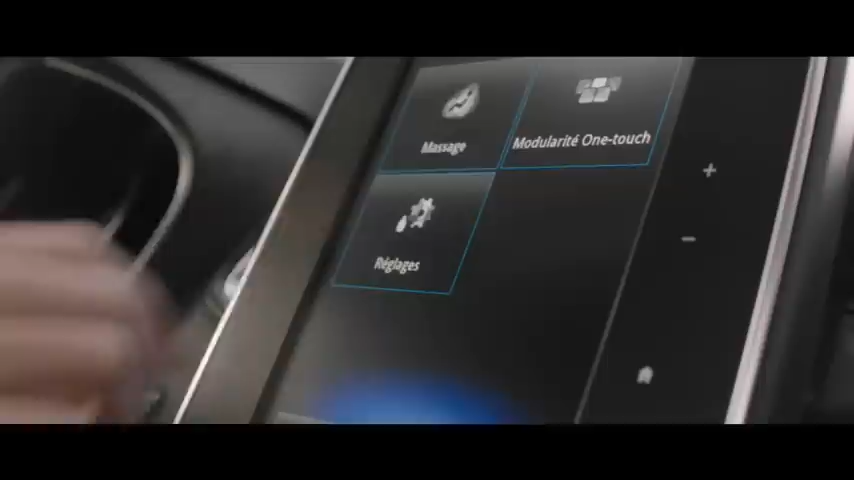 Massage
Modularité One-touch
Réglages
+
-